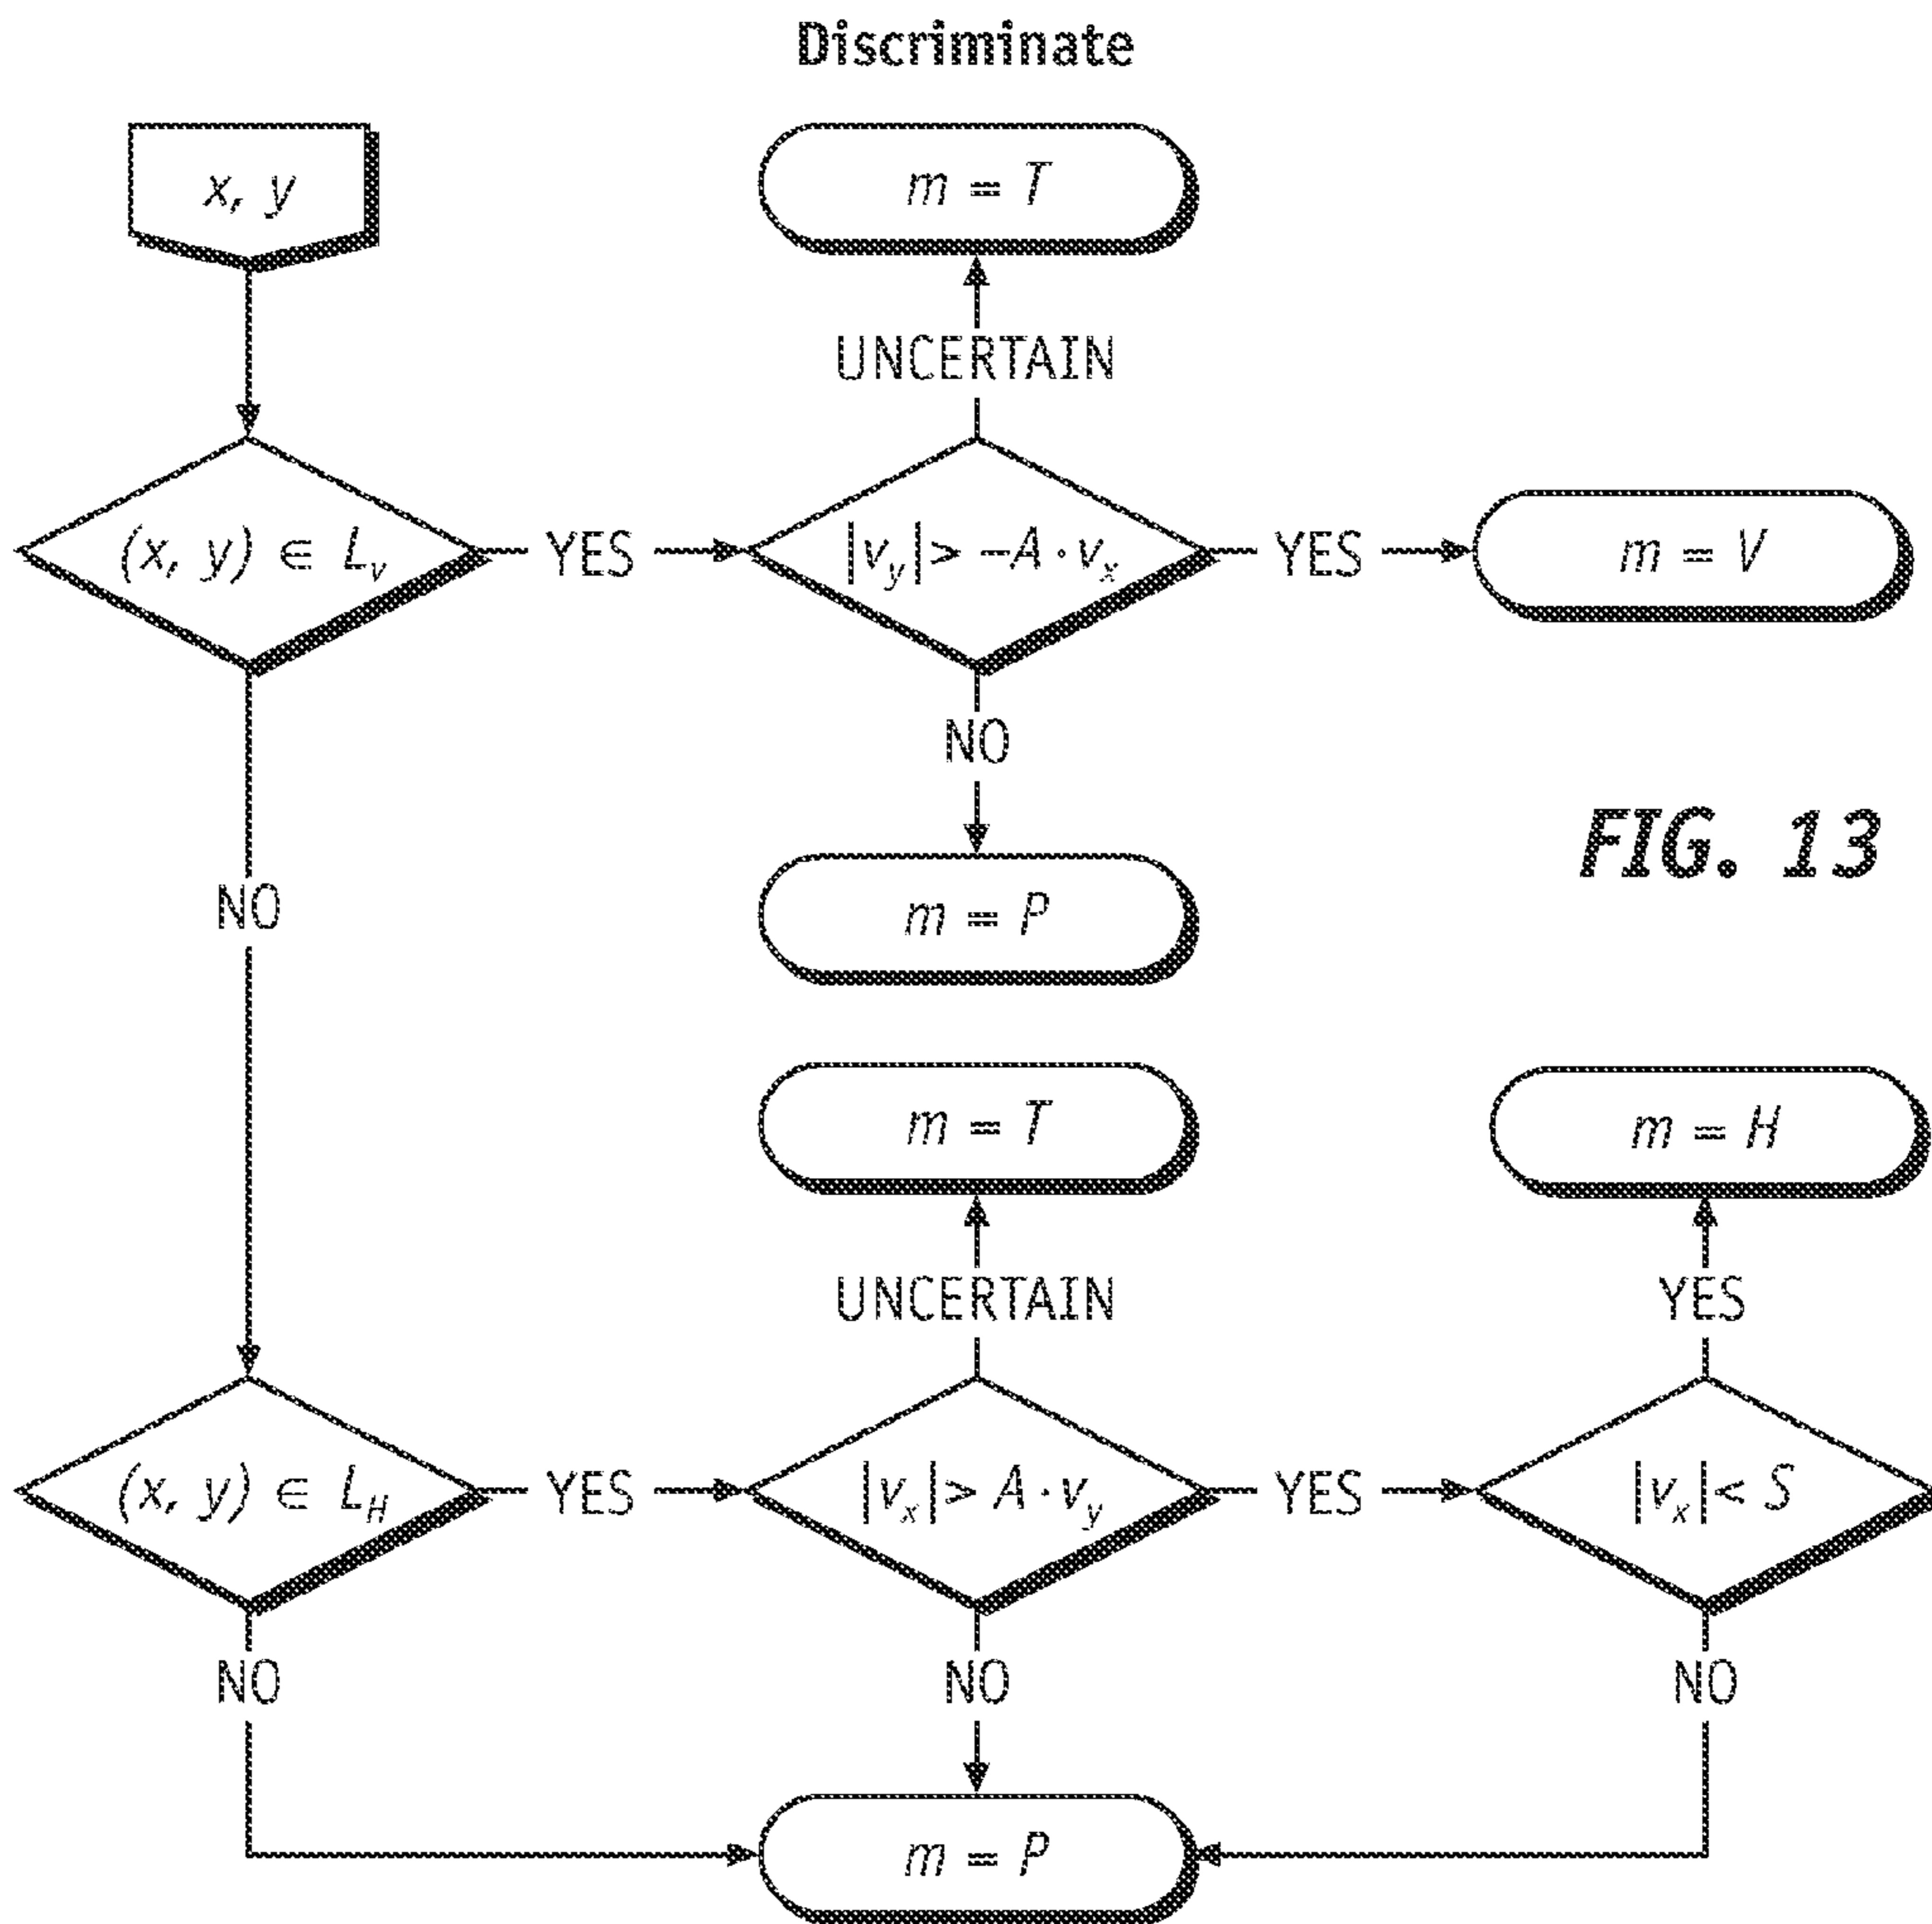 Discriminate
x, y
m = T
UNCERTAIN
(x, y) ∈ L_v
YES
|v_y| > −A · v_x
YES
m = V
NO
FIG. 13
NO
m = P
m = T
m = H
UNCERTAIN
YES
(x, y) ∈ L_H
YES
|v_x| > A · v_y
YES
|v_x| < S
NO
NO
NO
m = P